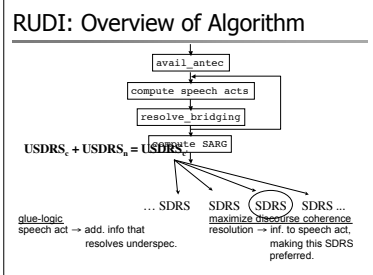 RUDI: Overview of Algorithm
avail_antec
compute speech acts
resolve_bridging
compute SARG
USDRSc + USDRSn = USDRSc'
… SDRS SDRS SDRS SDRS ...
glue-logic
speech act → add. info that
resolves underspec.
maximize discourse coherence
resolution → inf. to speech act,
making this SDRS
preferred.